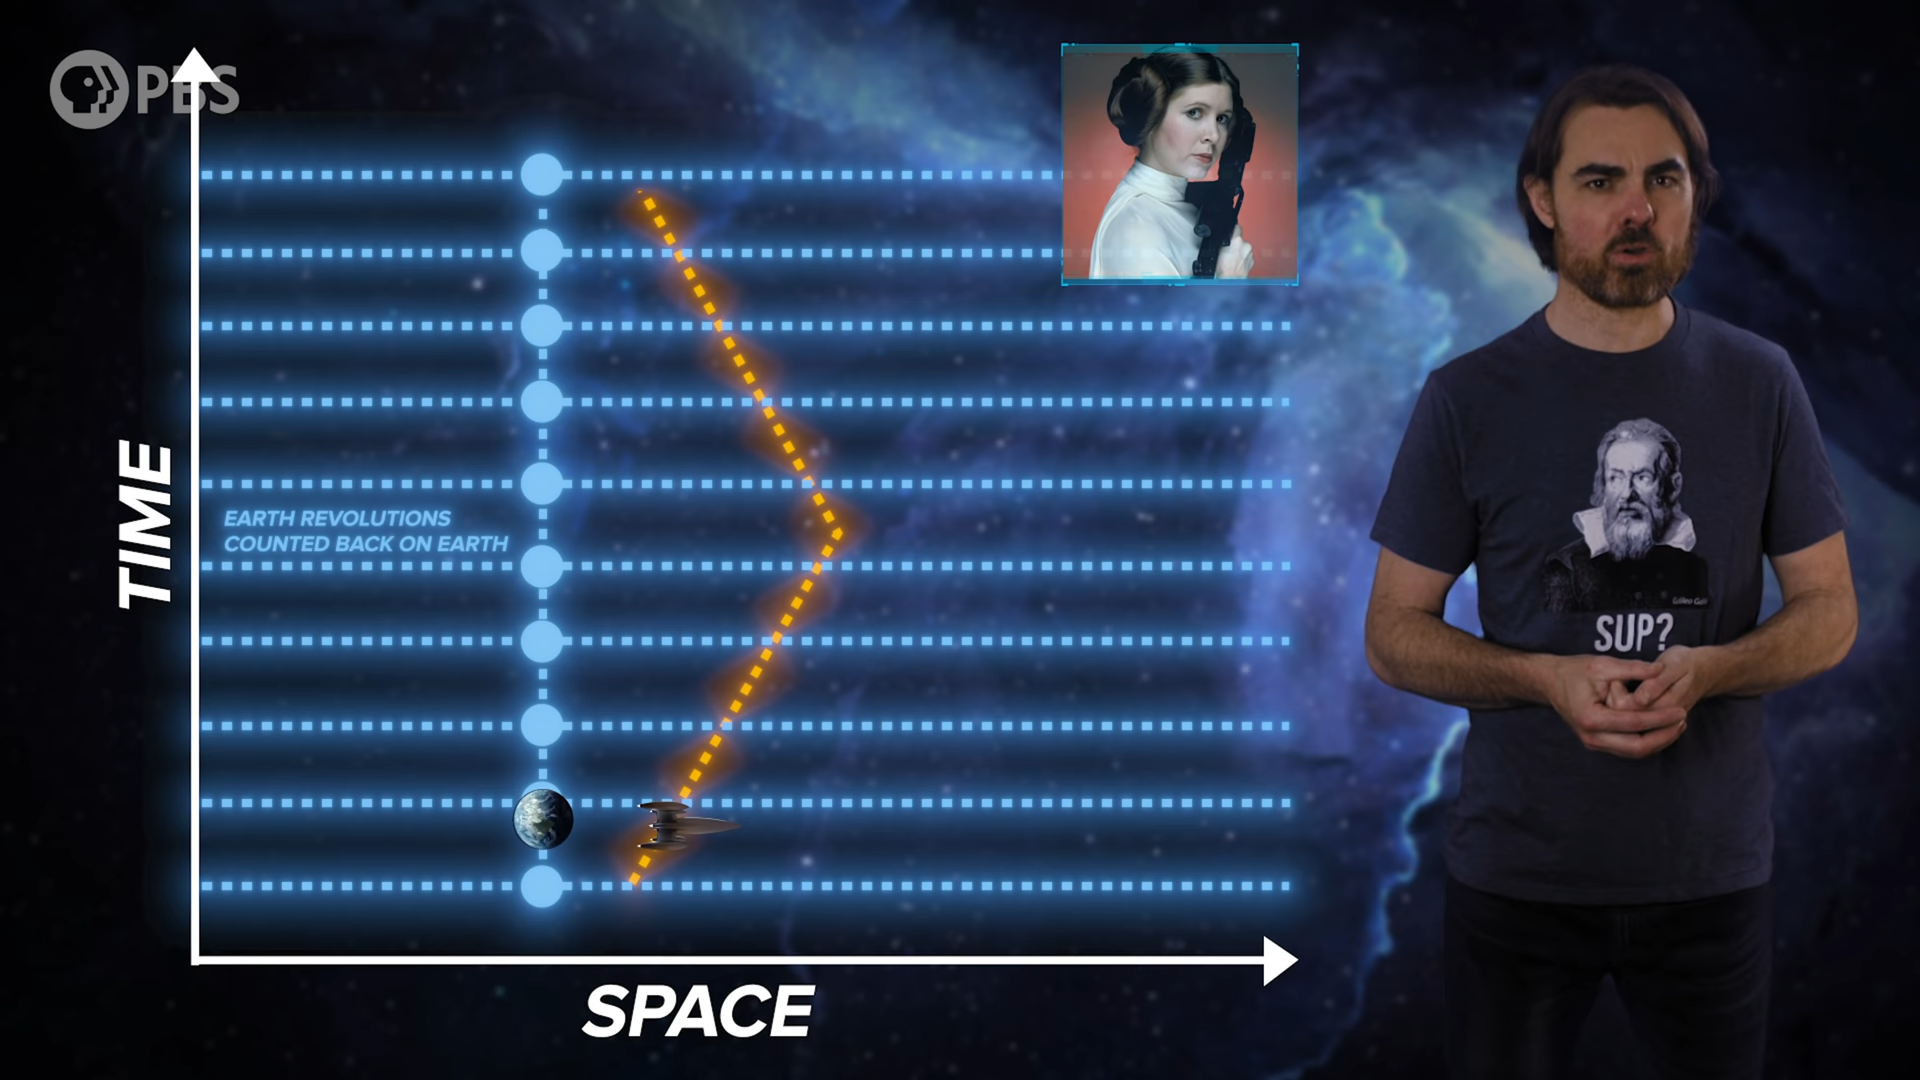 PBS
TIME
EARTH REVOLUTIONS
COUNTED BACK ON EARTH
SPACE
SUP?